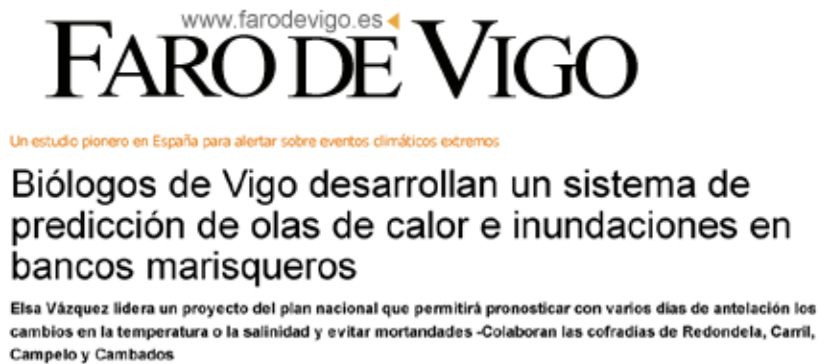 www.farodevigo.es
FARO DE VIGO
Un estudio pionero en España para alertar sobre eventos climáticos extremos
Biólogos de Vigo desarrollan un sistema de
predicción de olas de calor e inundaciones en
bancos marisqueros
Elsa Vázquez lidera un proyecto del plan nacional que permitirá pronosticar con varios días de antelación los
cambios en la temperatura o la salinidad y evitar mortandades -Colaboran las cofradías de Redondela, Carril,
Campelo y Cambados